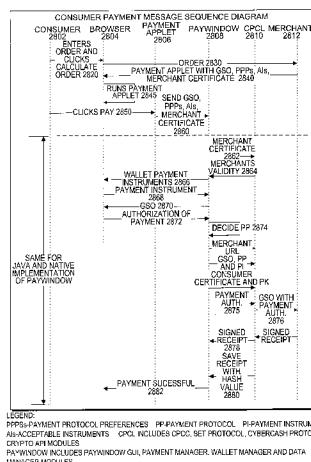 CONSUMER PAYMENT MESSAGE SEQUENCE DIAGRAM
CONSUMER 2802
BROWSER 2804
PAYMENT APPLET 2806
PAYWINDOW 2808
CPCL 2810
MERCHANT 2812
ENTERS
ORDER AND
CLICKS
CALCULATE
ORDER 2820
ORDER 2830
PAYMENT APPLET WITH GSO, PPPs, AIs,
MERCHANT CERTIFICATE 2840
RUNS PAYMENT
APPLET 2845
SEND GSO,
PPPs, AIs,
MERCHANT
CERTIFICATE
2860
CLICKS PAY 2850
MERCHANT
CERTIFICATE
2862
MERCHANTS
VALIDITY 2864
WALLET PAYMENT
INSTRUMENTS 2866
PAYMENT INSTRUMENT
2868
GSO 2870
AUTHORIZATION OF
PAYMENT 2872
DECIDE PP 2874
MERCHANT
URL
GSO, PP
AND PI
CONSUMER
CERTIFICATE AND PK
SAME FOR
JAVA AND NATIVE
IMPLEMENTATION
OF PAYWINDOW
PAYMENT
AUTH.
2875
GSO WITH
PAYMENT
AUTH.
2876
SIGNED
RECEIPT
SIGNED
RECEIPT
2878
SAVE
RECEIPT
WITH
HASH
VALUE
2880
PAYMENT SUCESSFUL
2882
LEGEND:
PPPs-PAYMENT PROTOCOL PREFERENCES PP-PAYMENT PROTOCOL PI-PAYMENT INSTRUM
AIs-ACCEPTABLE INSTRUMENTS CPCL INCLUDES CPCC, SET PROTOCOL, CYBERCASH PROTOC
CRYPTO API MODULES
PAYWINDOW INCLUDES PAYWINDOW GUI, PAYMENT MANAGER, WALLET MANAGER AND DATA
MANAGER MODULES